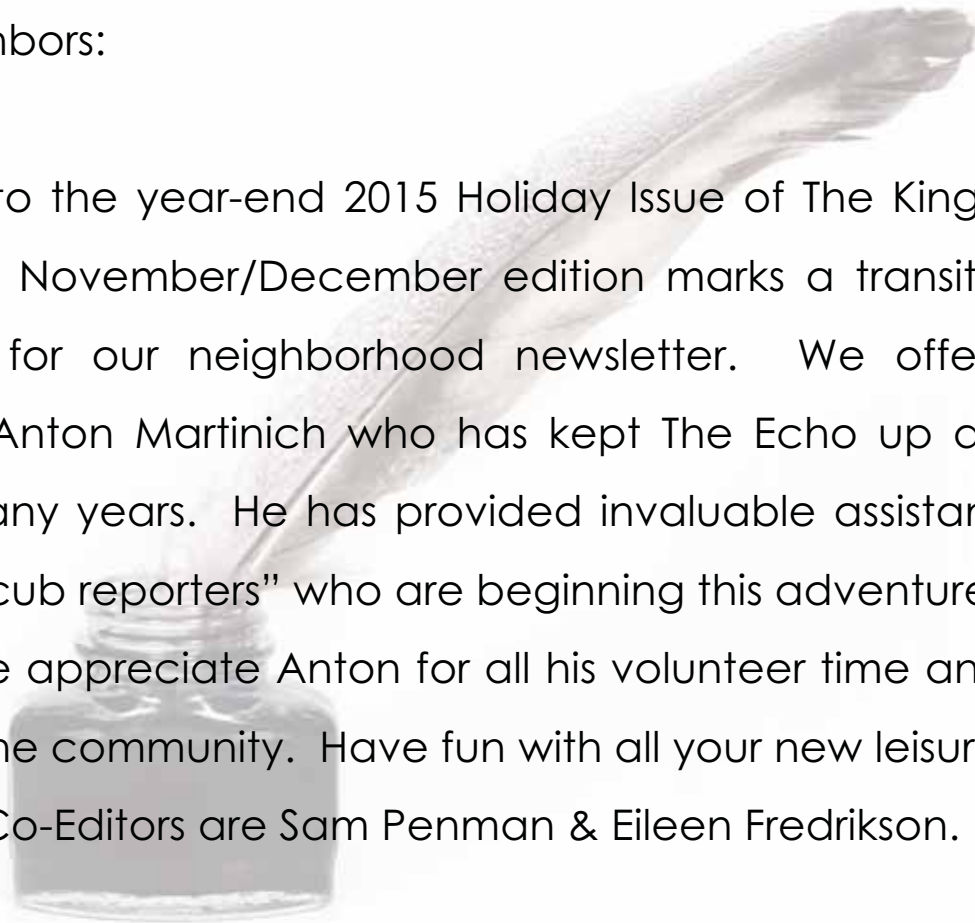 nbors:
to the year-end 2015 Holiday Issue of The King
November/December edition marks a transit
for our neighborhood newsletter. We offe
Anton Martinich who has kept The Echo up a
any years. He has provided invaluable assistar
cub reporters” who are beginning this adventure
e appreciate Anton for all his volunteer time an
he community. Have fun with all your new leisur
Co-Editors are Sam Penman & Eileen Fredrikson.